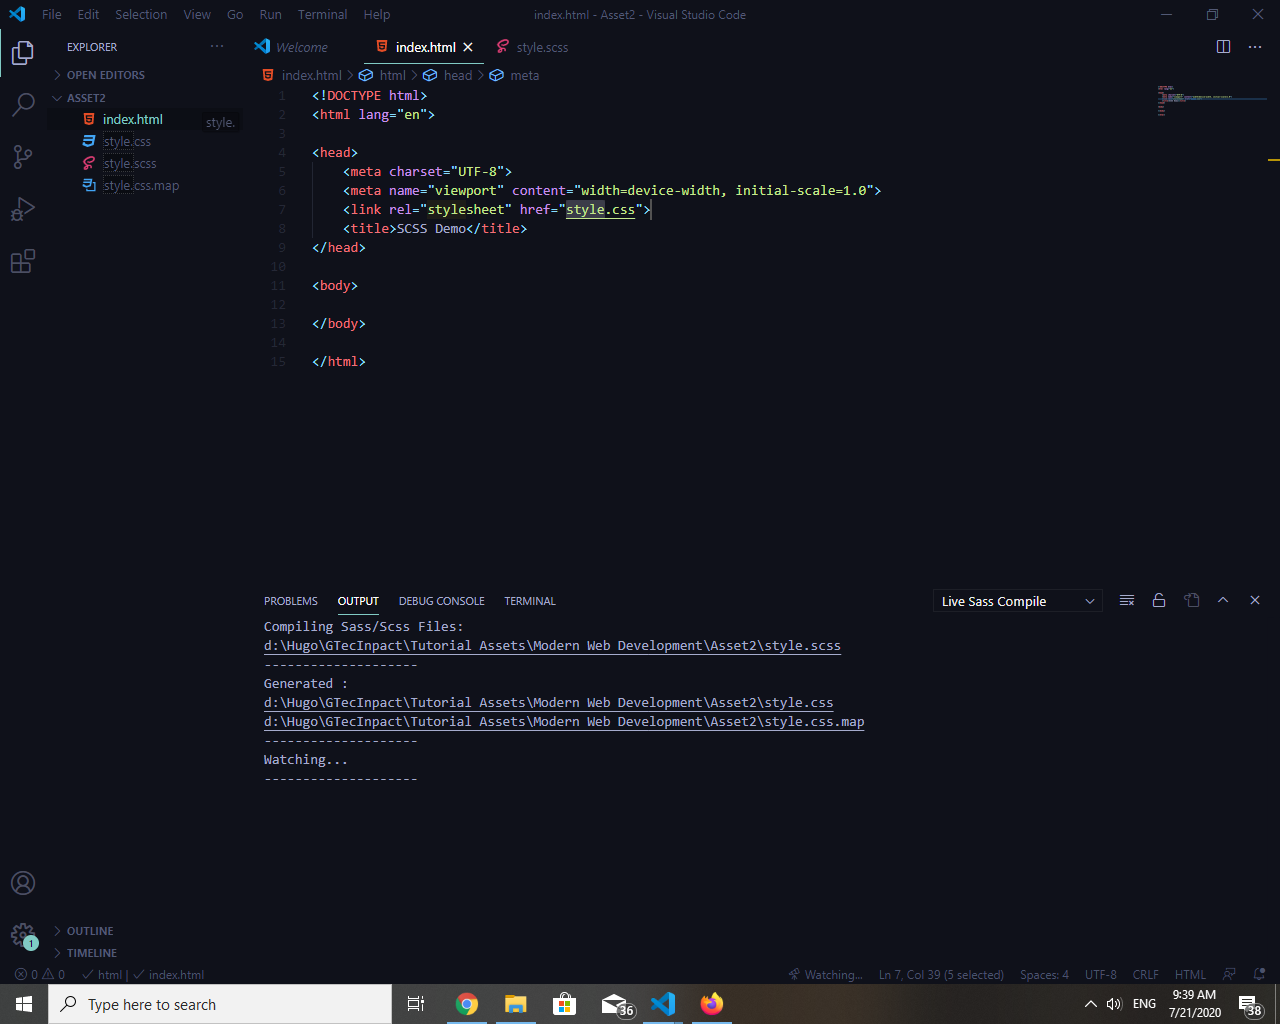 File Edit Selection View Go Run Terminal Help index.html - Asset2 - Visual Studio Code
EXPLORER
OPEN EDITORS
ASSET2
index.html
style.
style.css
style.scss
style.css.map
Welcome index.html style.scss
index.html > html > head > meta
1 <!DOCTYPE html>
2 <html lang="en">
3
4 <head>
5 <meta charset="UTF-8">
6 <meta name="viewport" content="width=device-width, initial-scale=1.0">
7 <link rel="stylesheet" href="style.css">
8 <title>SCSS Demo</title>
9 </head>
10
11 <body>
12
13 </body>
14
15 </html>
PROBLEMS OUTPUT DEBUG CONSOLE TERMINAL Live Sass Compile
Compiling Sass/Scss Files:
d:\Hugo\GTecInpact\Tutorial Assets\Modern Web Development\Asset2\style.scss
--------------------
Generated :
d:\Hugo\GTecInpact\Tutorial Assets\Modern Web Development\Asset2\style.css
d:\Hugo\GTecInpact\Tutorial Assets\Modern Web Development\Asset2\style.css.map
--------------------
Watching...
--------------------
1
OUTLINE
TIMELINE
0 0 html | index.html Watching... Ln 7, Col 39 (5 selected) Spaces: 4 UTF-8 CRLF HTML
Type here to search
36
ENG
9:39 AM
7/21/2020
38